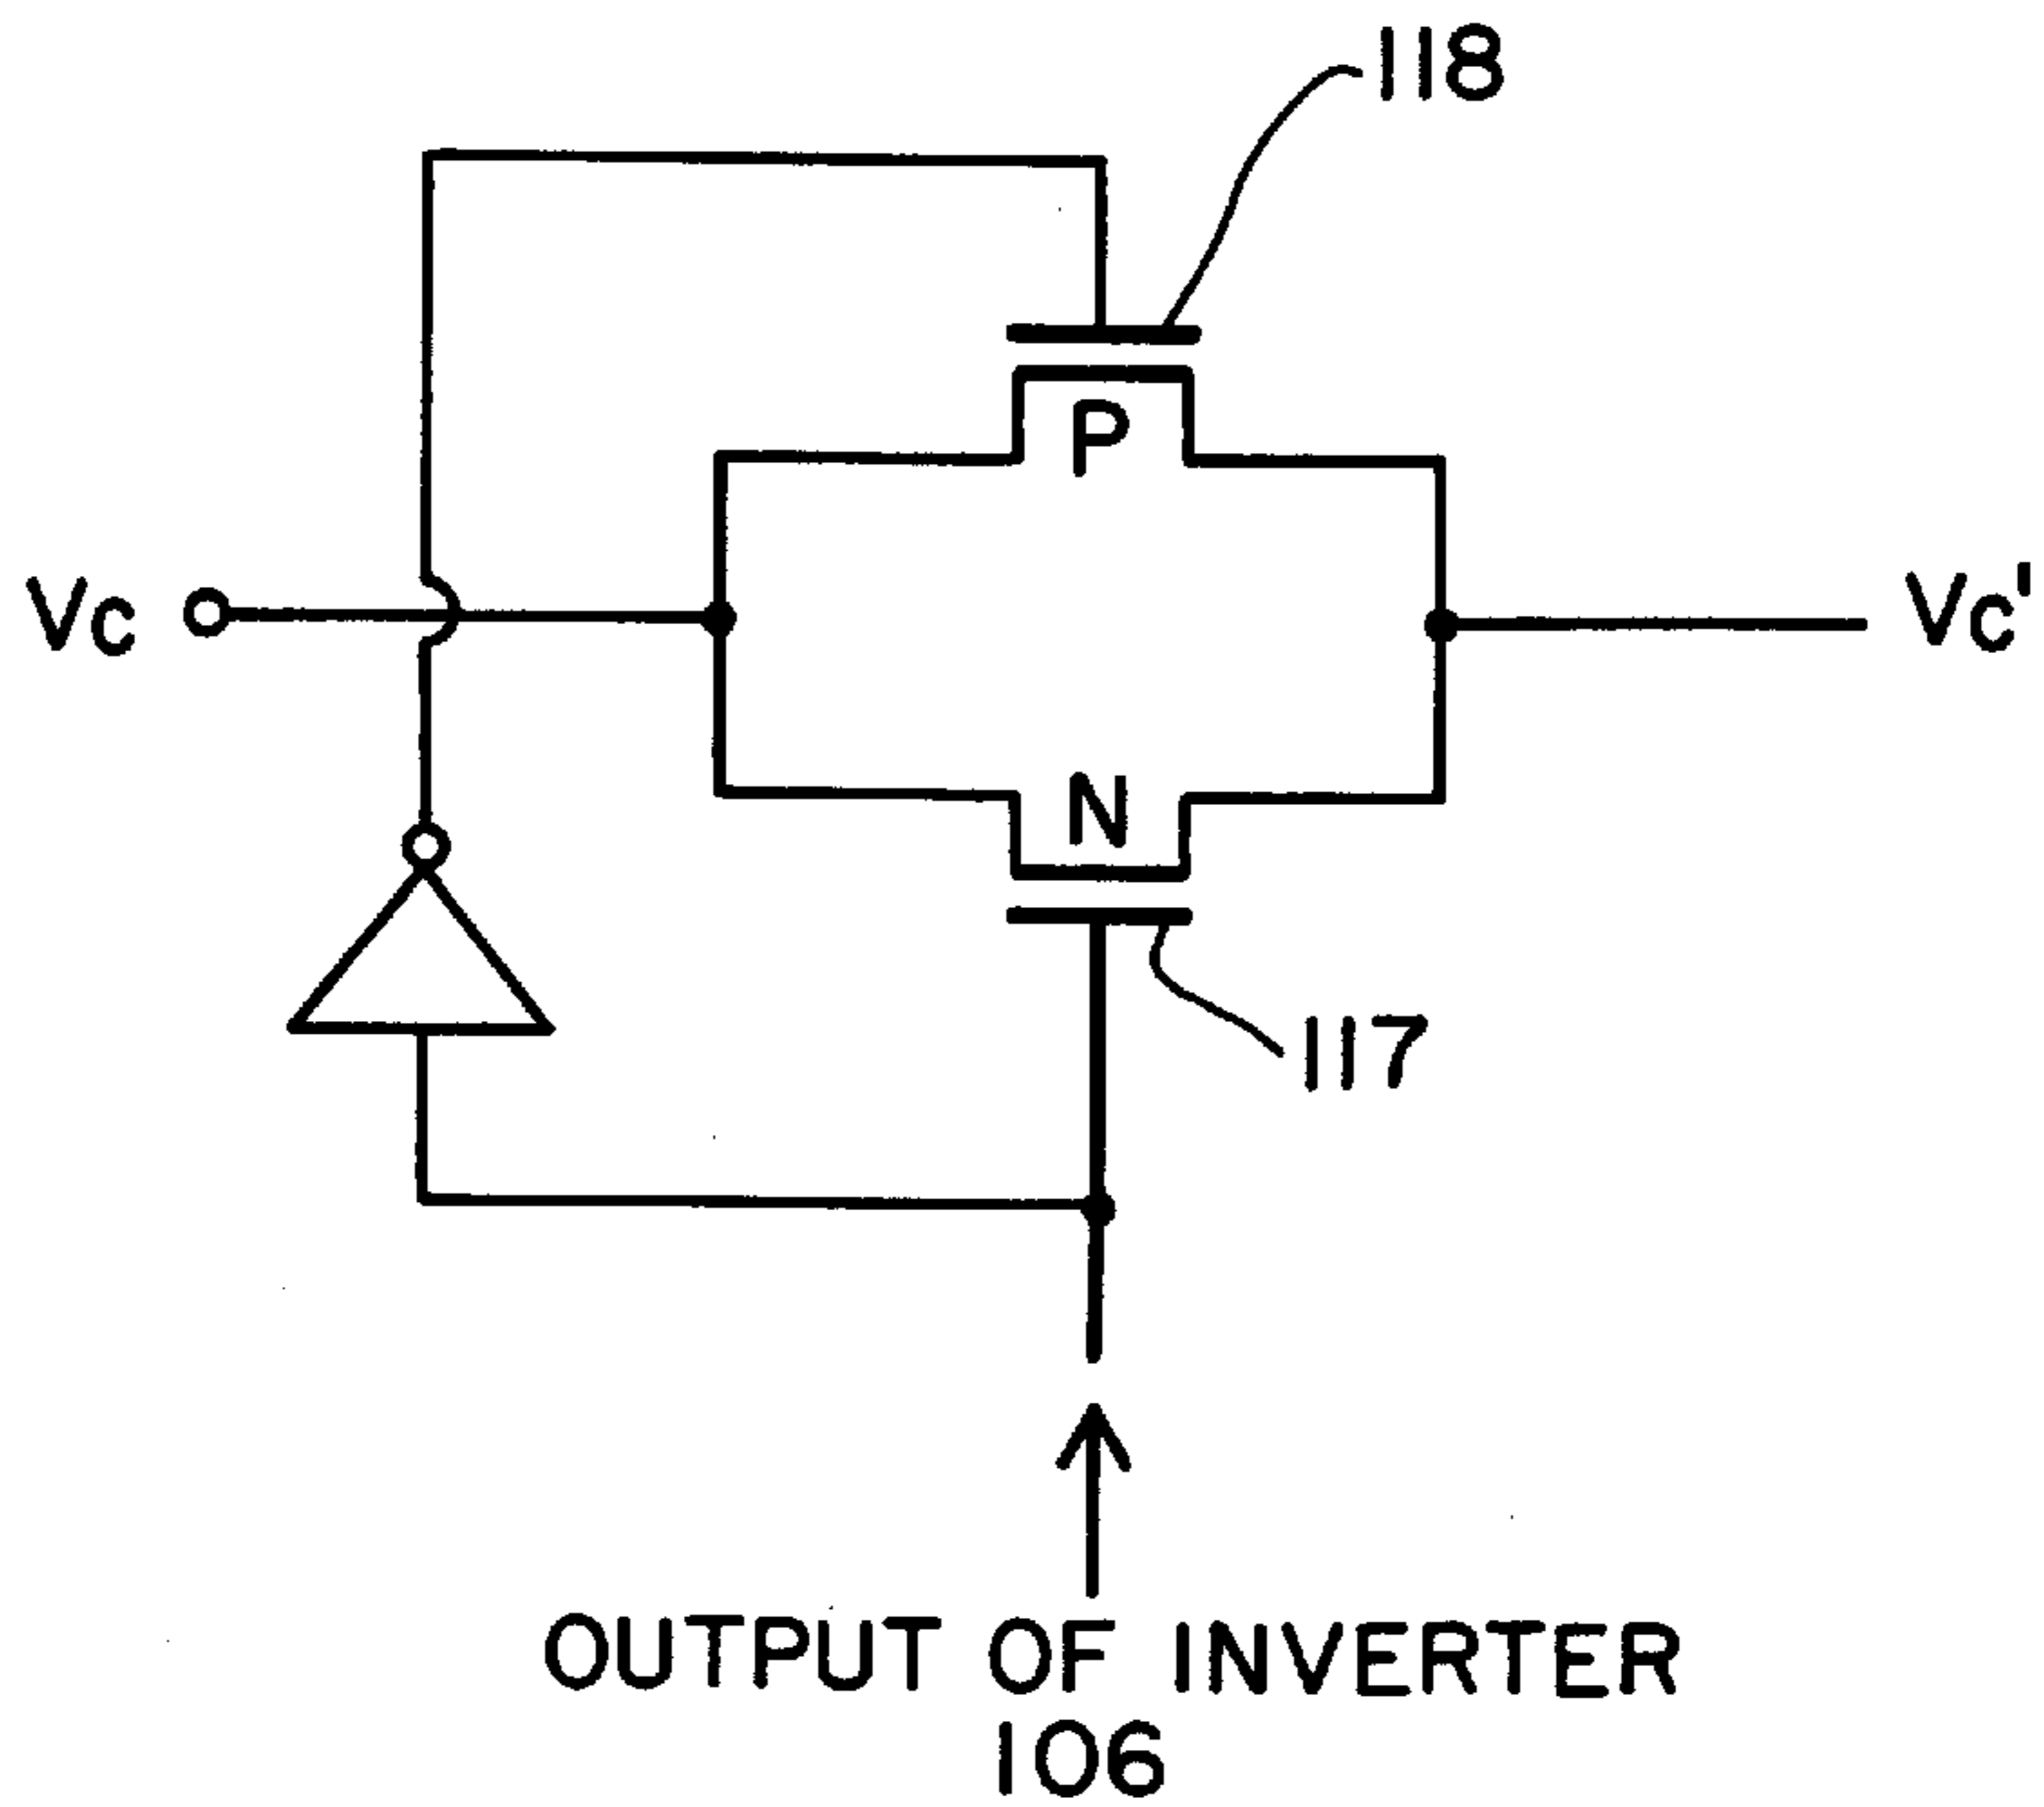 118
P
Vc
Vc'
N
117
OUTPUT OF INVERTER
106